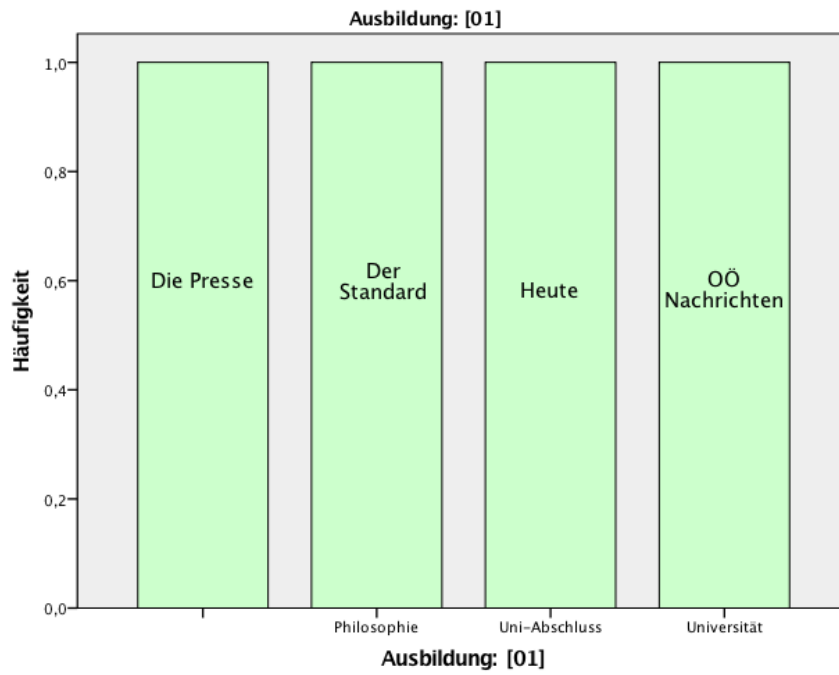 Ausbildung: [01]
1,0
0,8
0,6
0,4
0,2
0,0
Häufigkeit
Die Presse
Der
Standard
Heute
OÖ
Nachrichten
Philosophie
Uni-Abschluss
Universität
Ausbildung: [01]